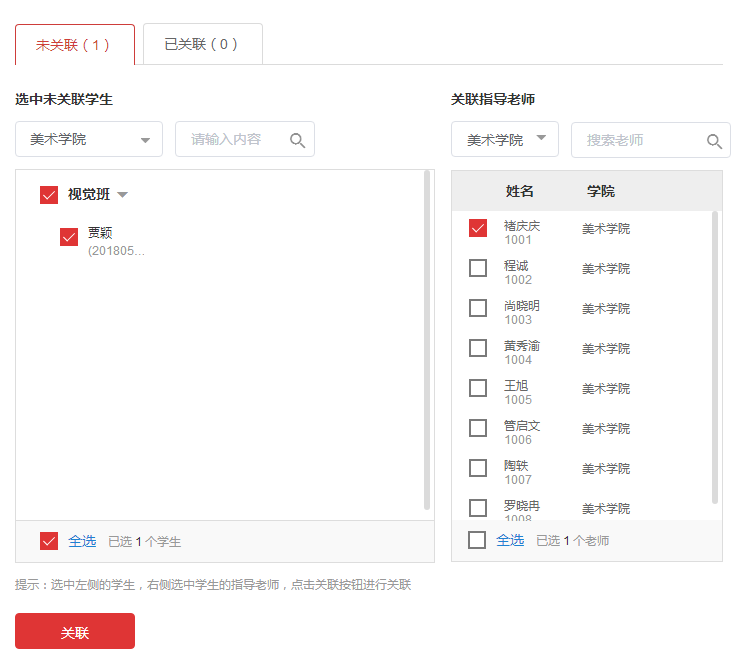 未关联（1）
已关联（0）
选中未关联学生
美术学院
请输入内容
视觉班
贾颖
(201805...
全选 已选 1 个学生
关联指导老师
美术学院
搜索老师
姓名 学院
褚庆庆 美术学院
1001
程诚 美术学院
1002
尚晓明 美术学院
1003
黄秀渝 美术学院
1004
王旭 美术学院
1005
管启文 美术学院
1006
陶轶 美术学院
1007
罗晓冉 美术学院
1008
全选 已选 1 个老师
提示：选中左侧的学生，右侧选中学生的指导老师，点击关联按钮进行关联
关联